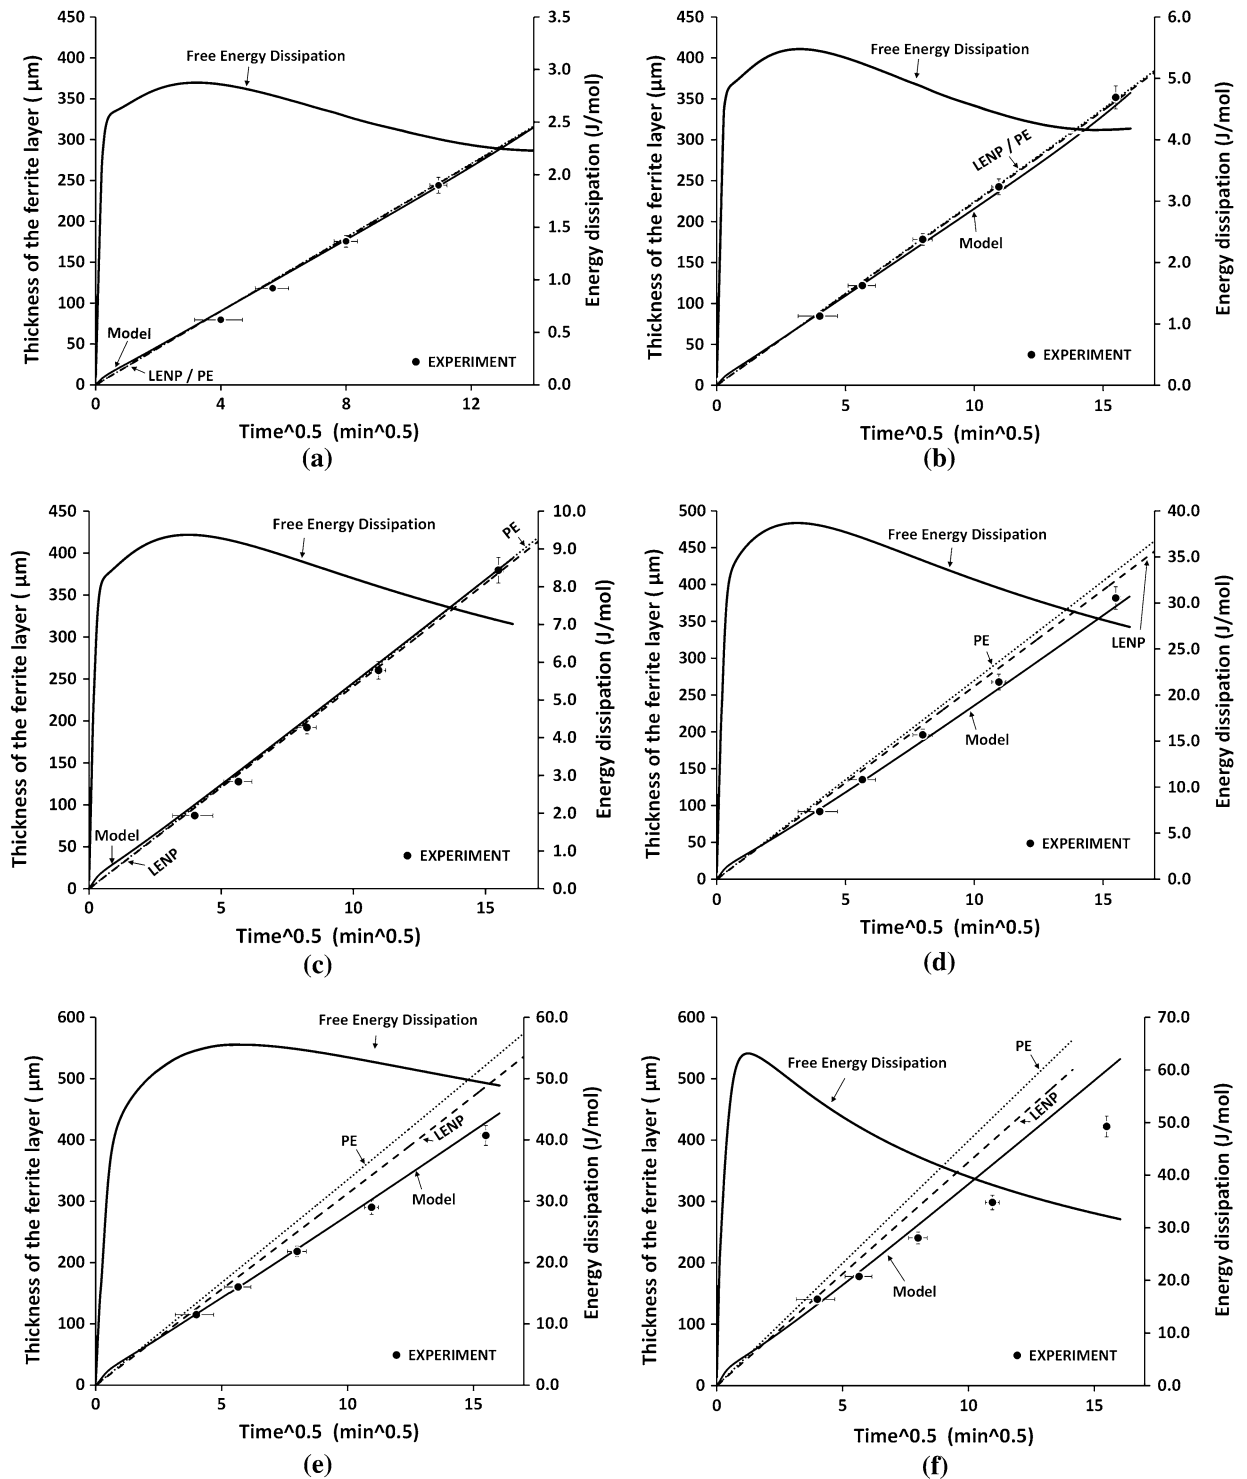 450
400
350
300
250
200
150
100
50
0
Thickness of the ferrite layer ( µm)
Free Energy Dissipation
Model
LENP / PE
EXPERIMENT
3.5
3.0
2.5
2.0
1.5
1.0
0.5
0.0
Energy dissipation (J/mol)
0 4 8 12
Time^0.5 (min^0.5)
(a)
450
400
350
300
250
200
150
100
50
0
Thickness of the ferrite layer ( µm)
Free Energy Dissipation
LENP / PE
Model
EXPERIMENT
6.0
5.0
4.0
3.0
2.0
1.0
0.0
Energy dissipation (J/mol)
0 5 10 15
Time^0.5 (min^0.5)
(b)
450
400
350
300
250
200
150
100
50
0
Thickness of the ferrite layer ( µm)
Free Energy Dissipation
PE
Model
LENP
EXPERIMENT
10.0
9.0
8.0
7.0
6.0
5.0
4.0
3.0
2.0
1.0
0.0
Energy dissipation (J/mol)
0 5 10 15
Time^0.5 (min^0.5)
(c)
500
450
400
350
300
250
200
150
100
50
0
Thickness of the ferrite layer ( µm)
Free Energy Dissipation
PE
LENP
Model
EXPERIMENT
40.0
35.0
30.0
25.0
20.0
15.0
10.0
5.0
0.0
Energy dissipation (J/mol)
0 5 10 15
Time^0.5 (min^0.5)
(d)
600
500
400
300
200
100
0
Thickness of the ferrite layer ( µm)
Free Energy Dissipation
PE
LENP
Model
EXPERIMENT
60.0
50.0
40.0
30.0
20.0
10.0
0.0
Energy dissipation (J/mol)
0 5 10 15
Time^0.5 (min^0.5)
(e)
600
500
400
300
200
100
0
Thickness of the ferrite layer ( µm)
PE
Free Energy Dissipation
LENP
Model
EXPERIMENT
70.0
60.0
50.0
40.0
30.0
20.0
10.0
0.0
Energy dissipation (J/mol)
0 5 10 15
Time^0.5 (min^0.5)
(f)